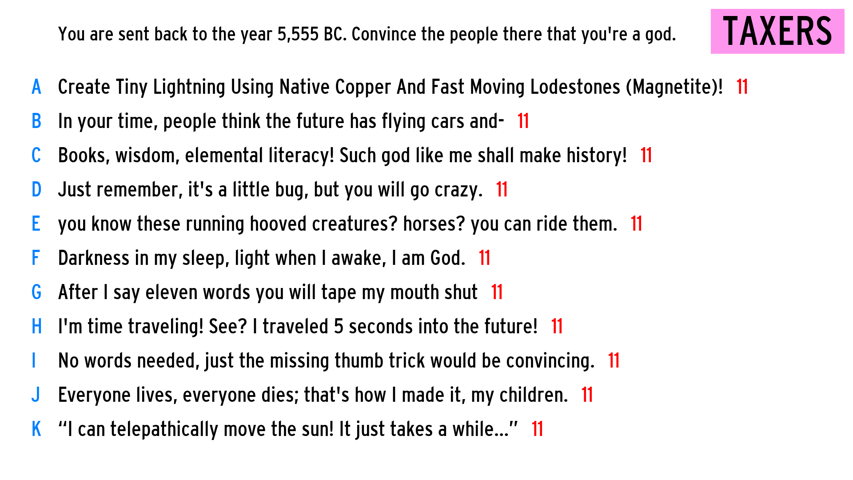 You are sent back to the year 5,555 BC. Convince the people there that you're a god.
TAXERS
A Create Tiny Lightning Using Native Copper And Fast Moving Lodestones (Magnetite)! 11
B In your time, people think the future has flying cars and- 11
C Books, wisdom, elemental literacy! Such god like me shall make history! 11
D Just remember, it's a little bug, but you will go crazy. 11
E you know these running hooved creatures? horses? you can ride them. 11
F Darkness in my sleep, light when I awake, I am God. 11
G After I say eleven words you will tape my mouth shut 11
H I'm time traveling! See? I traveled 5 seconds into the future! 11
I No words needed, just the missing thumb trick would be convincing. 11
J Everyone lives, everyone dies; that's how I made it, my children. 11
K “I can telepathically move the sun! It just takes a while...” 11